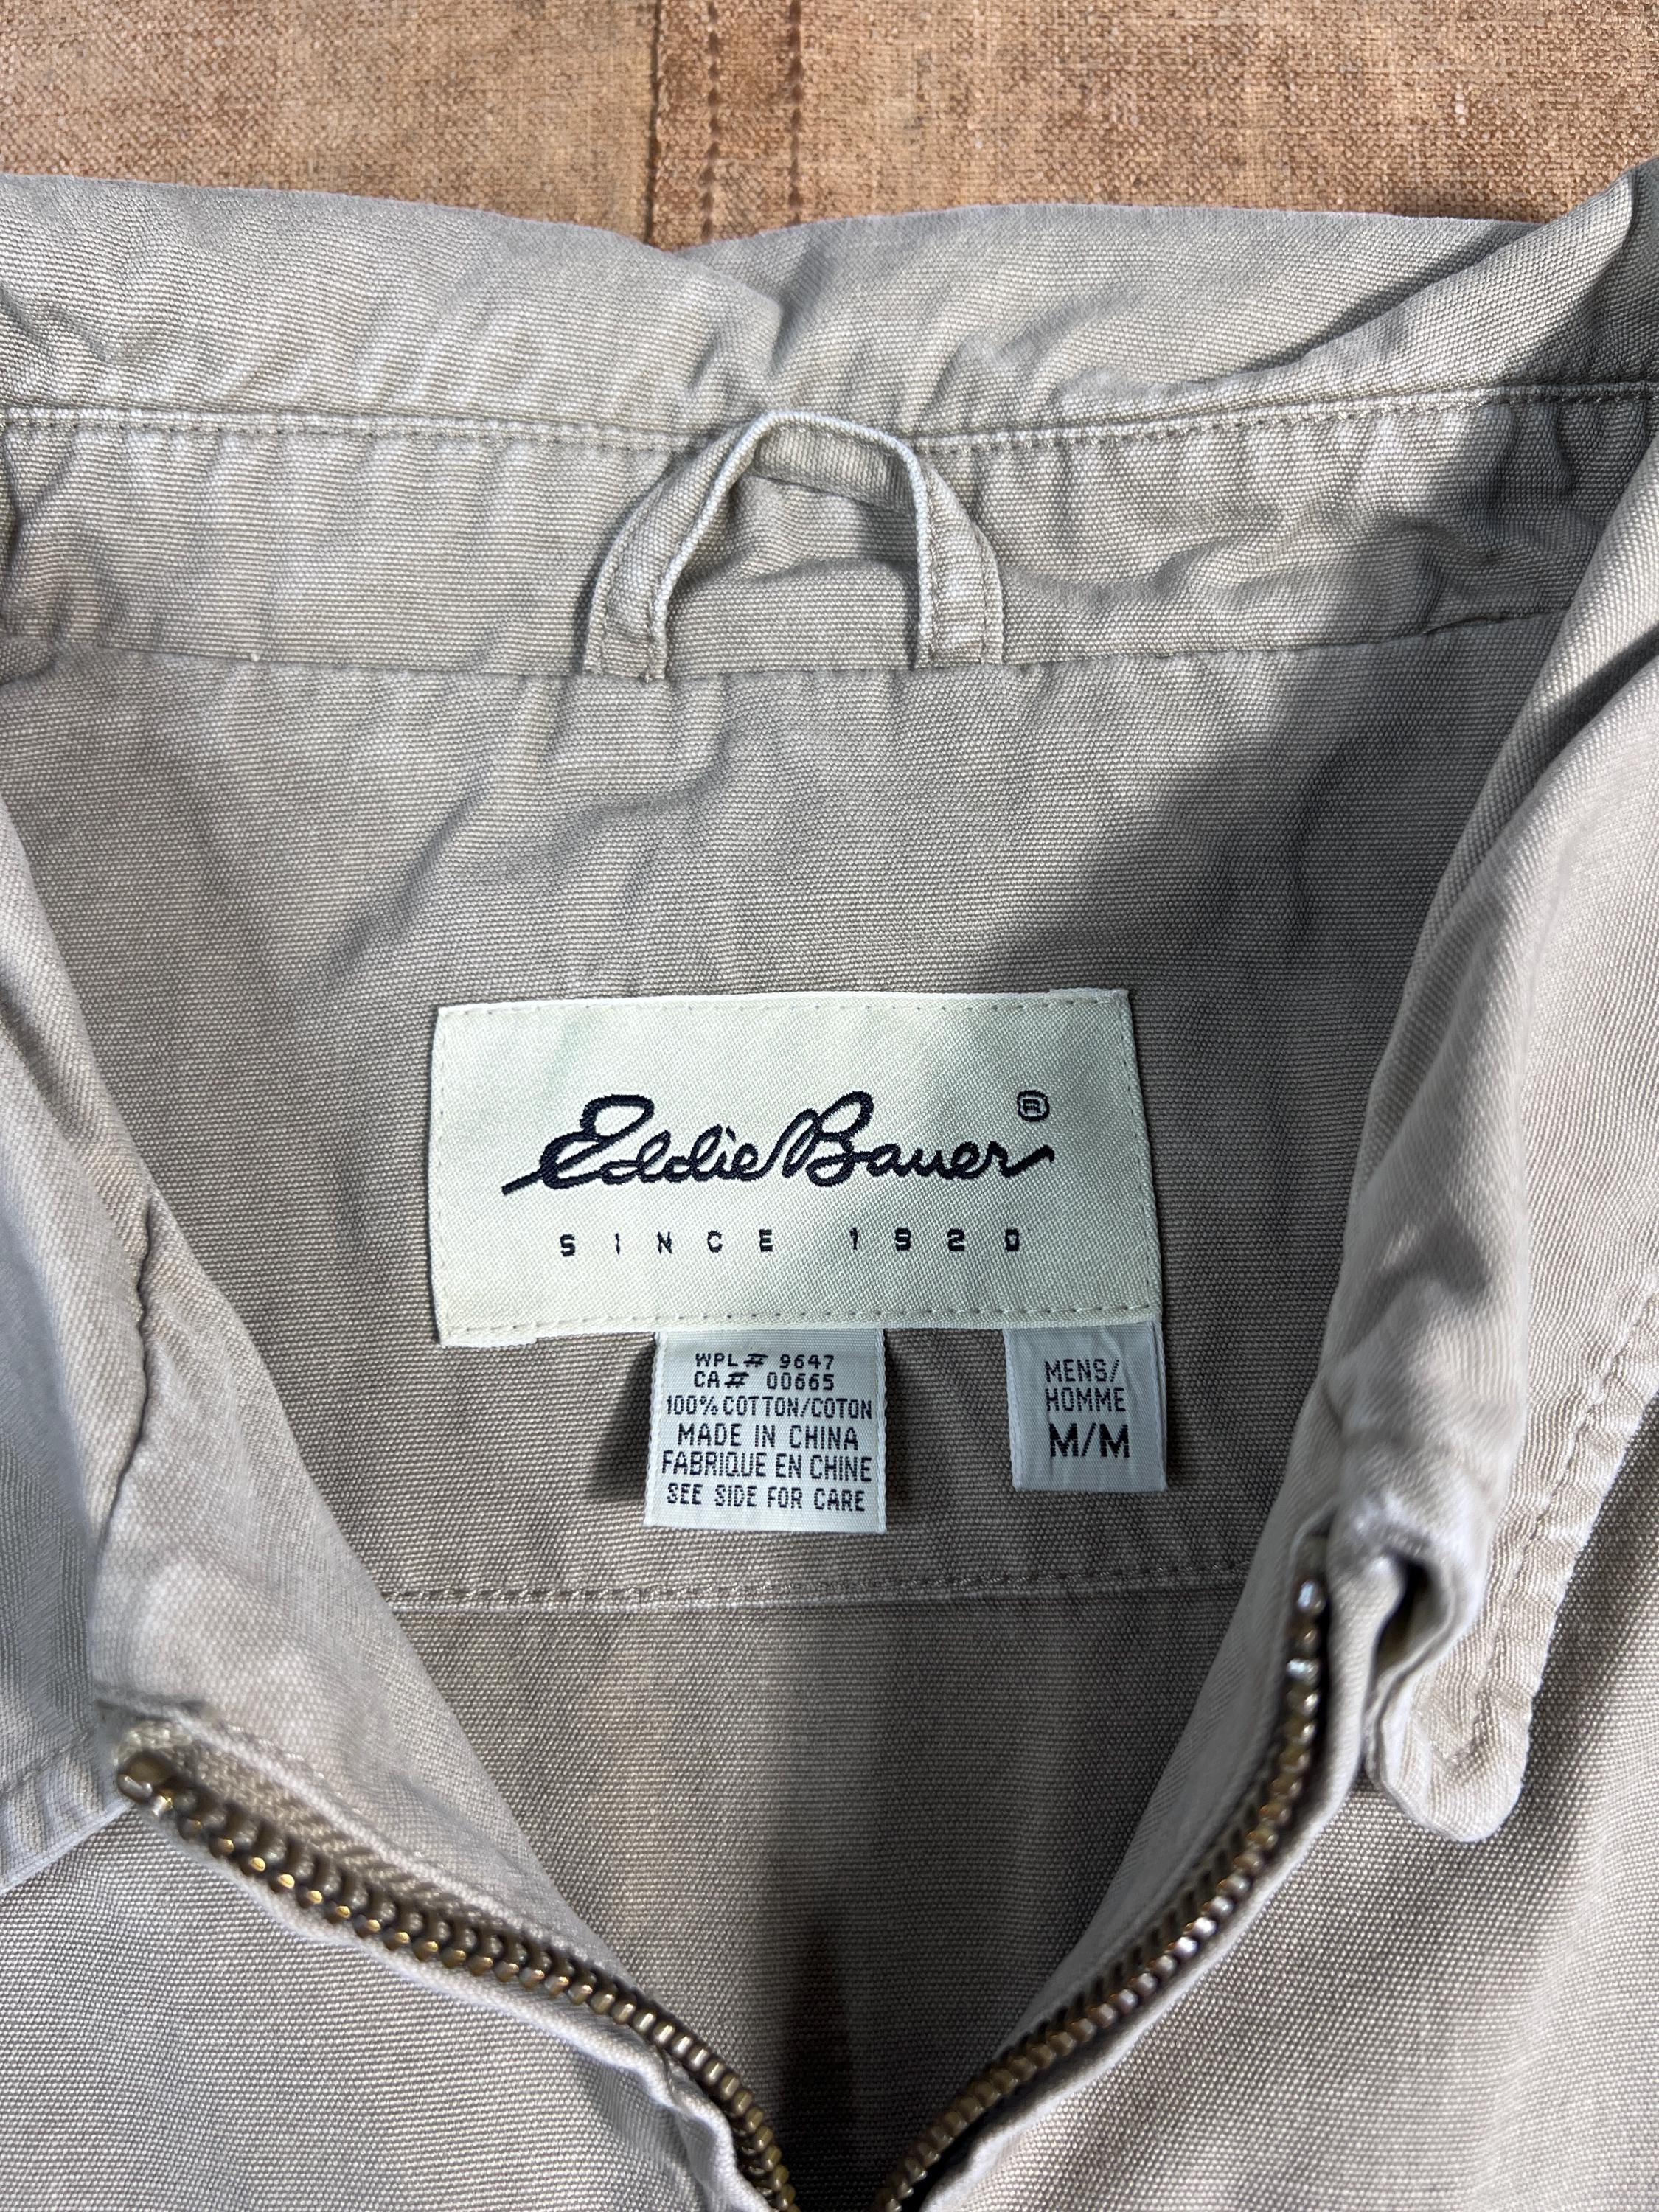 Eddie Bauer®
SINCE 1920
WPL# 9647
CA# 00665
100% COTTON/COTON
MADE IN CHINA
FABRIQUE EN CHINE
SEE SIDE FOR CARE
MENS/
HOMME
M/M